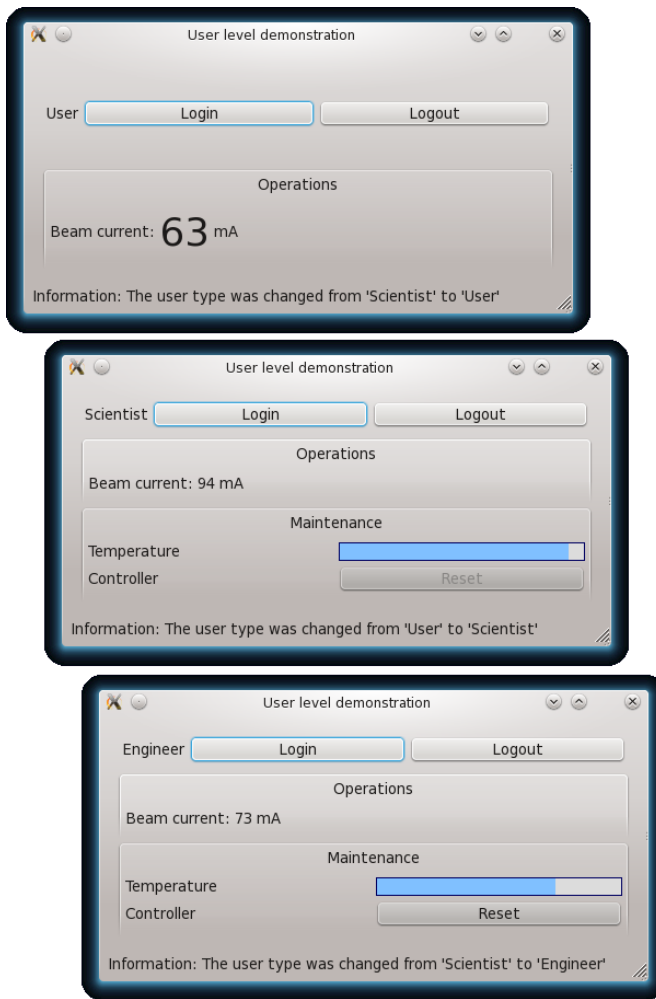 User level demonstration
User Login Logout
Operations
Beam current: 63 mA
Information: The user type was changed from 'Scientist' to 'User'
User level demonstration
Scientist Login Logout
Operations
Beam current: 94 mA
Maintenance
Temperature
Controller Reset
Information: The user type was changed from 'User' to 'Scientist'
User level demonstration
Engineer Login Logout
Operations
Beam current: 73 mA
Maintenance
Temperature
Controller Reset
Information: The user type was changed from 'Scientist' to 'Engineer'